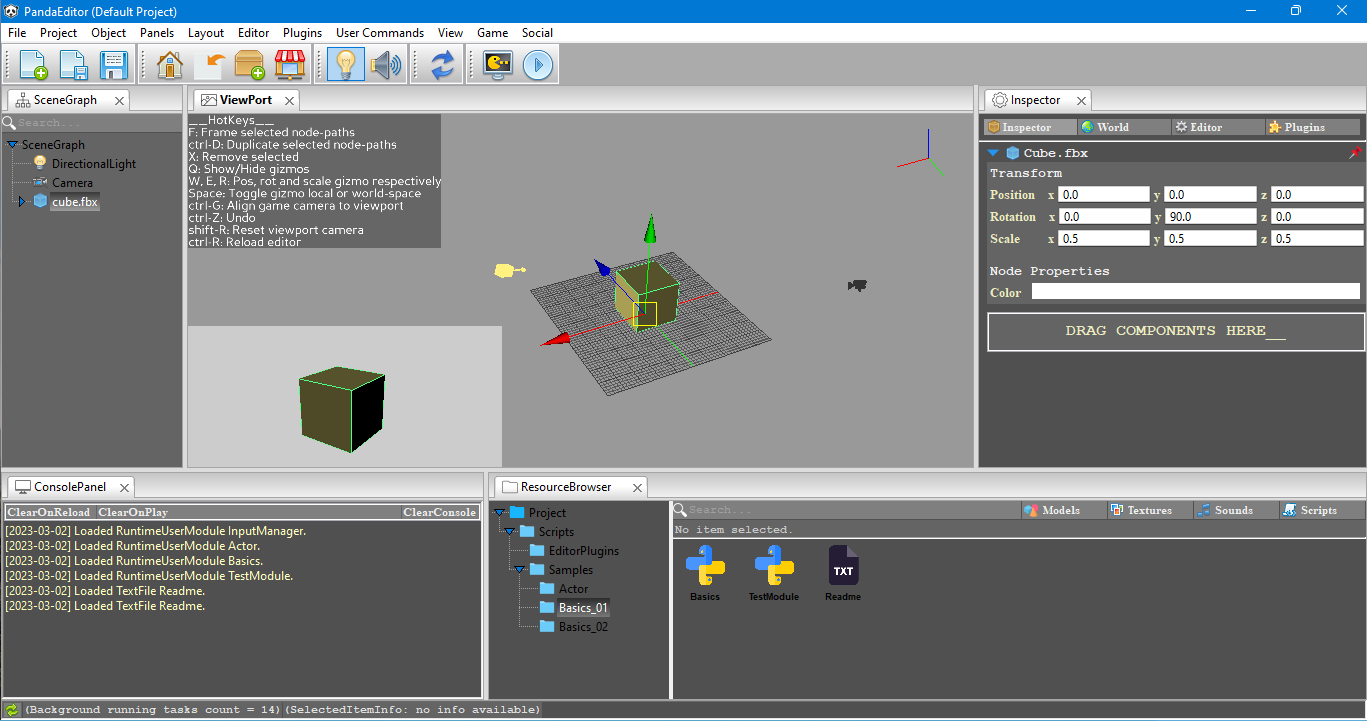 PandaEditor (Default Project)
File Project Object Panels Layout Editor Plugins User Commands View Game Social
SceneGraph
Search...
SceneGraph
DirectionalLight
Camera
cube.fbx
ViewPort
__HotKeys__
F: Frame selected node-paths
ctrl-D: Duplicate selected node-paths
X: Remove selected
Q: Show/Hide gizmos
W, E, R: Pos, rot and scale gizmo respectively
Space: Toggle gizmo local or world-space
ctrl-G: Align game camera to viewport
ctrl-Z: Undo
shift-R: Reset viewport camera
ctrl-R: Reload editor
Inspector
Inspector World Editor Plugins
Cube.fbx
Transform
Position x 0.0 y 0.0 z 0.0
Rotation x 0.0 y 90.0 z 0.0
Scale x 0.5 y 0.5 z 0.5
Node Properties
Color
DRAG COMPONENTS HERE__
ConsolePanel
ClearOnReload ClearOnPlay ClearConsole
[2023-03-02] Loaded RuntimeUserModule InputManager.
[2023-03-02] Loaded RuntimeUserModule Actor.
[2023-03-02] Loaded RuntimeUserModule Basics.
[2023-03-02] Loaded RuntimeUserModule TestModule.
[2023-03-02] Loaded TextFile Readme.
[2023-03-02] Loaded TextFile Readme.
ResourceBrowser
Project
Scripts
EditorPlugins
Samples
Actor
Basics_01
Basics_02
Search... Models Textures Sounds Scripts
No item selected.
TXT
Basics TestModule Readme
(Background running tasks count = 14) (SelectedItemInfo: no info available)